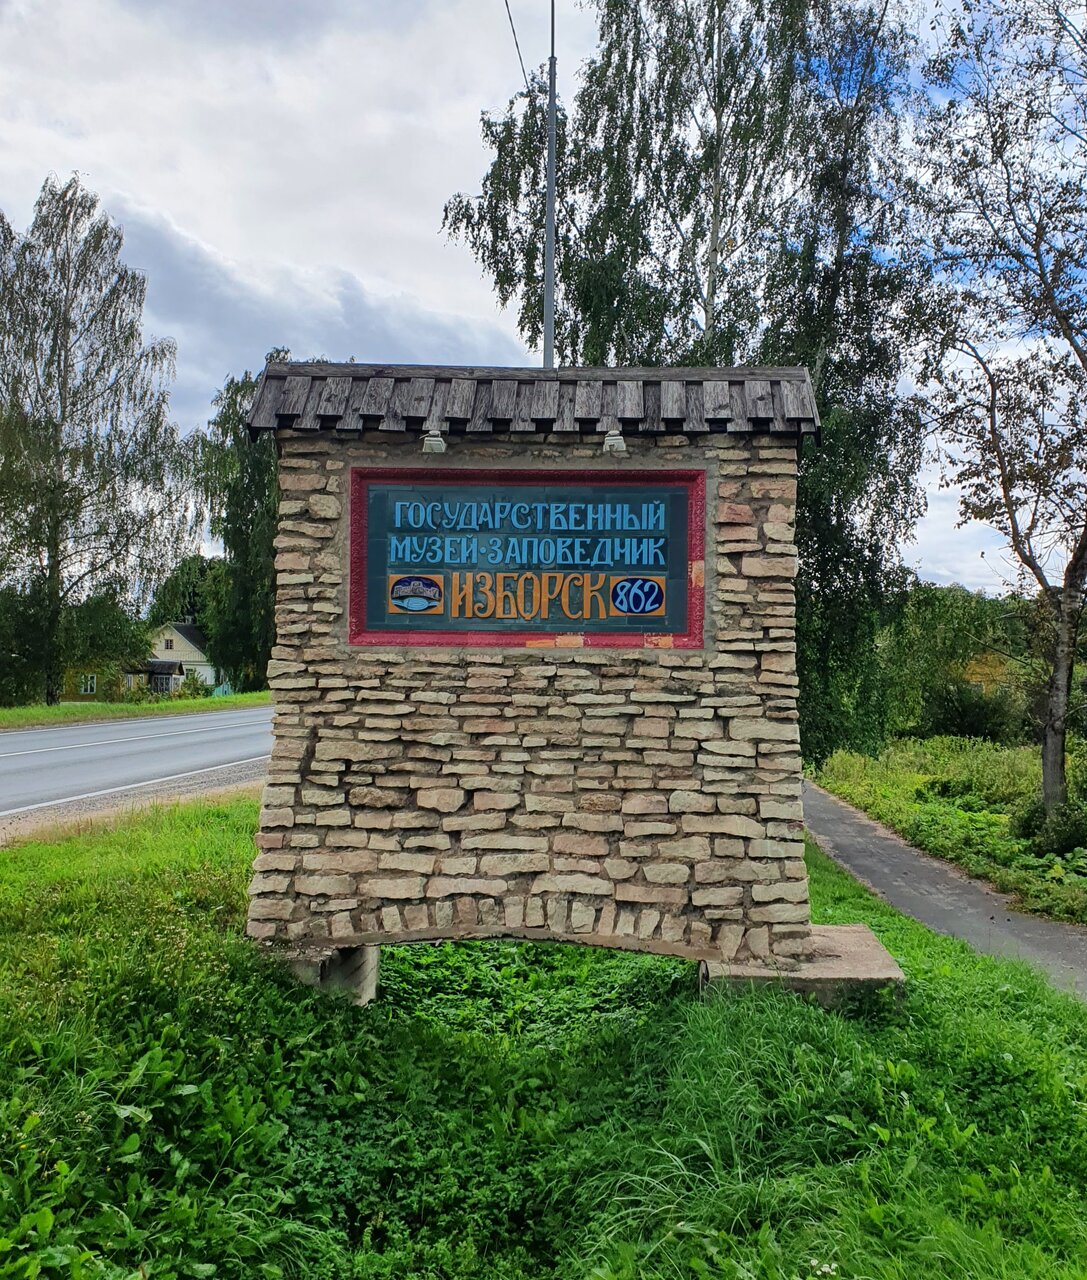 ГОСУДАРСТВЕННЫЙ
МУЗЕЙ-ЗАПОВЕДНИК
ИЗБОРСК 862